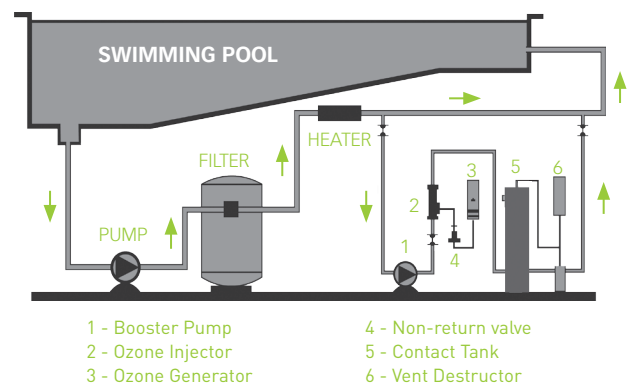 SWIMMING POOL
HEATER
FILTER
3
6
5
2
PUMP
1
4
1 - Booster Pump
2 - Ozone Injector
3 - Ozone Generator
4 - Non-return valve
5 - Contact Tank
6 - Vent Destructor